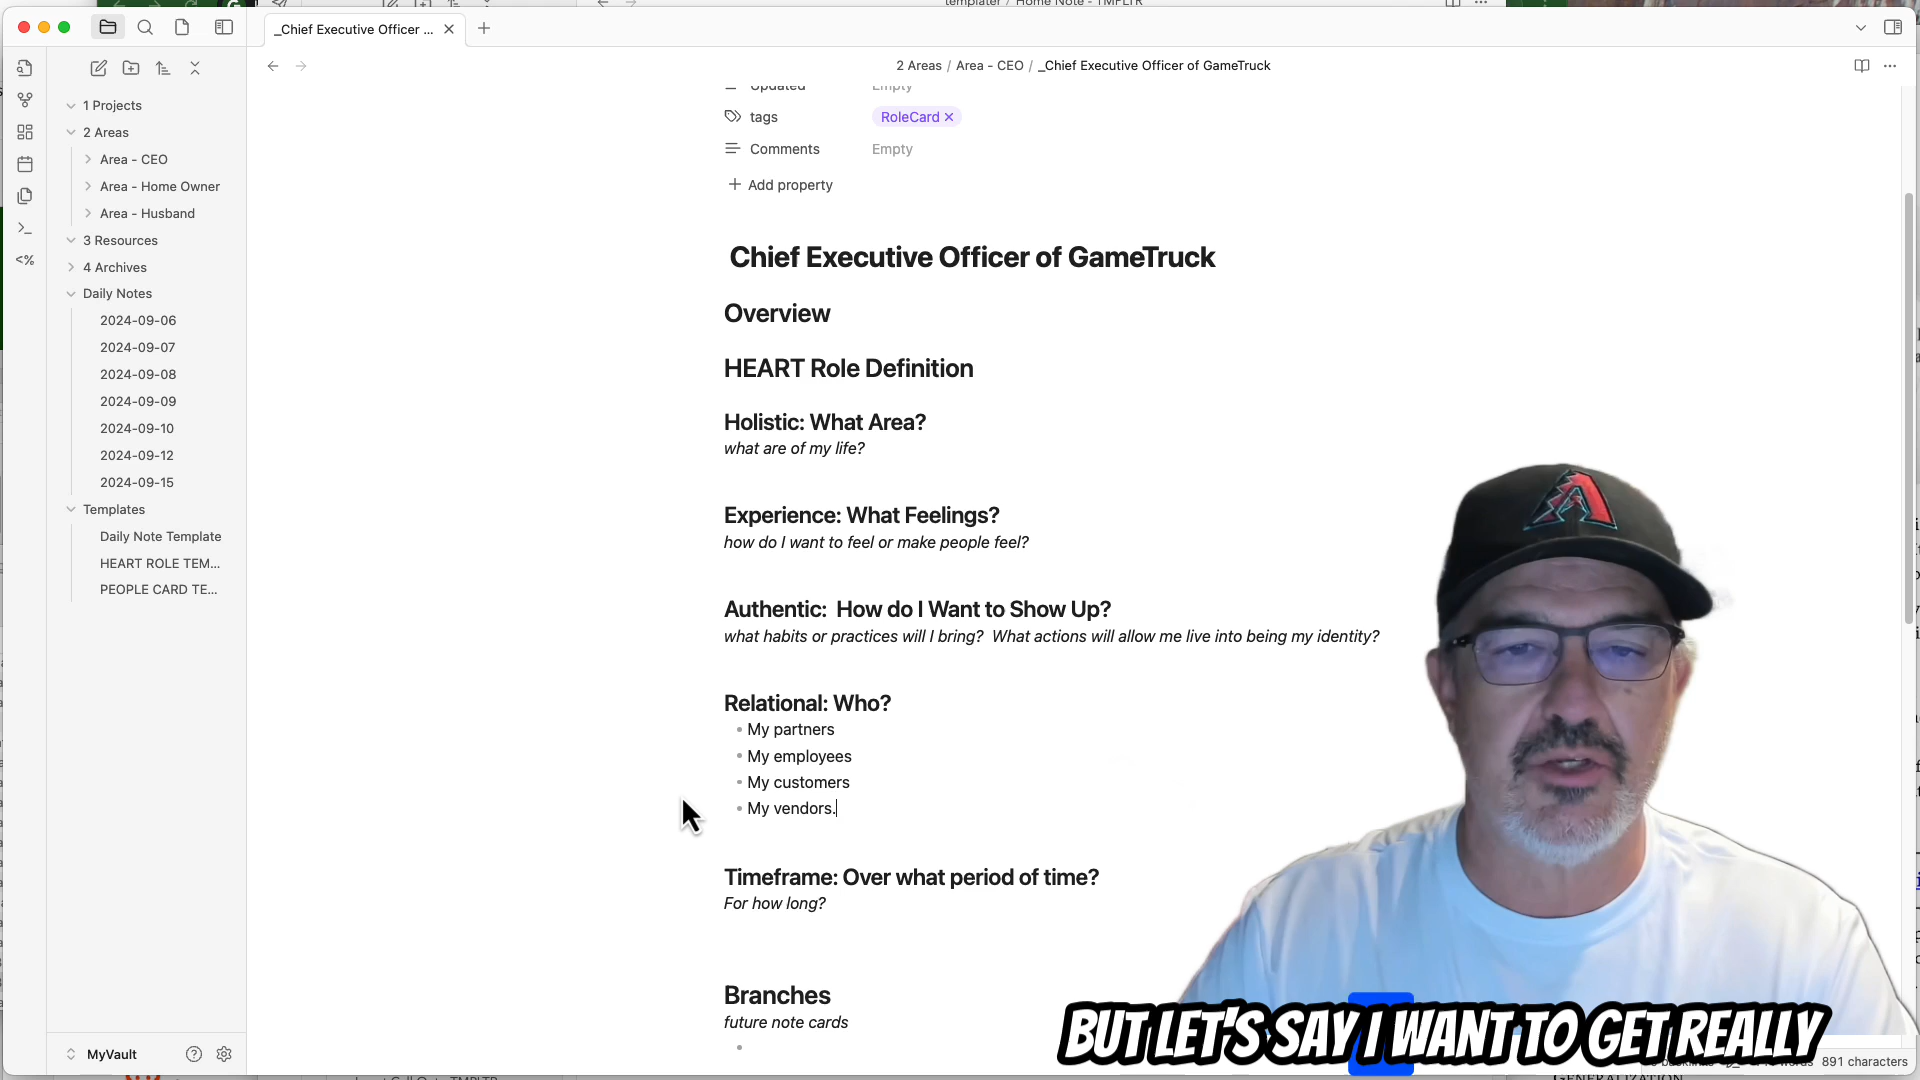 templater / Home Note - TMPLTR
_Chief Executive Officer ...
2 Areas / Area - CEO / _Chief Executive Officer of GameTruck
1 Projects
2 Areas
Area - CEO
Area - Home Owner
Area - Husband
3 Resources
4 Archives
Daily Notes
2024-09-06
2024-09-07
2024-09-08
2024-09-09
2024-09-10
2024-09-12
2024-09-15
Templates
Daily Note Template
HEART ROLE TEM...
PEOPLE CARD TE...
MyVault
Updated Empty
tags RoleCard
Comments Empty
Add property
Chief Executive Officer of GameTruck
Overview
HEART Role Definition
Holistic: What Area?
what are of my life?
Experience: What Feelings?
how do I want to feel or make people feel?
Authentic: How do I Want to Show Up?
what habits or practices will I bring? What actions will allow me live into being my identity?
Relational: Who?
• My partners
• My employees
• My customers
• My vendors.
Timeframe: Over what period of time?
For how long?
Branches
future note cards
•
A
BUT LET'S SAY I WANT TO GET REALLY
891 characters